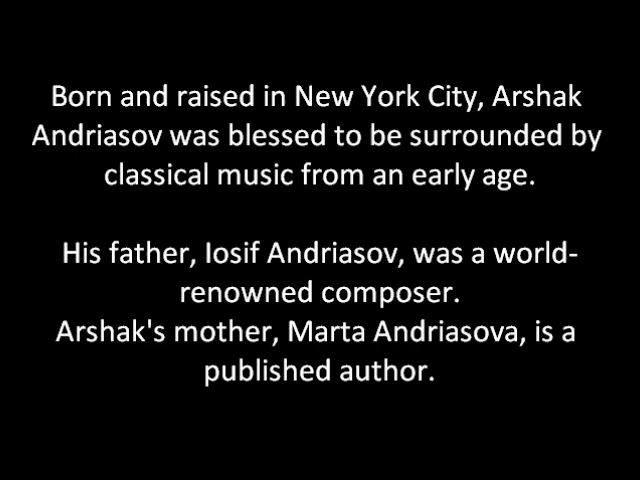 Born and raised in New York City, Arshak
Andriasov was blessed to be surrounded by
classical music from an early age.
His father, Iosif Andriasov, was a world-
renowned composer.
Arshak's mother, Marta Andriasova, is a
published author.